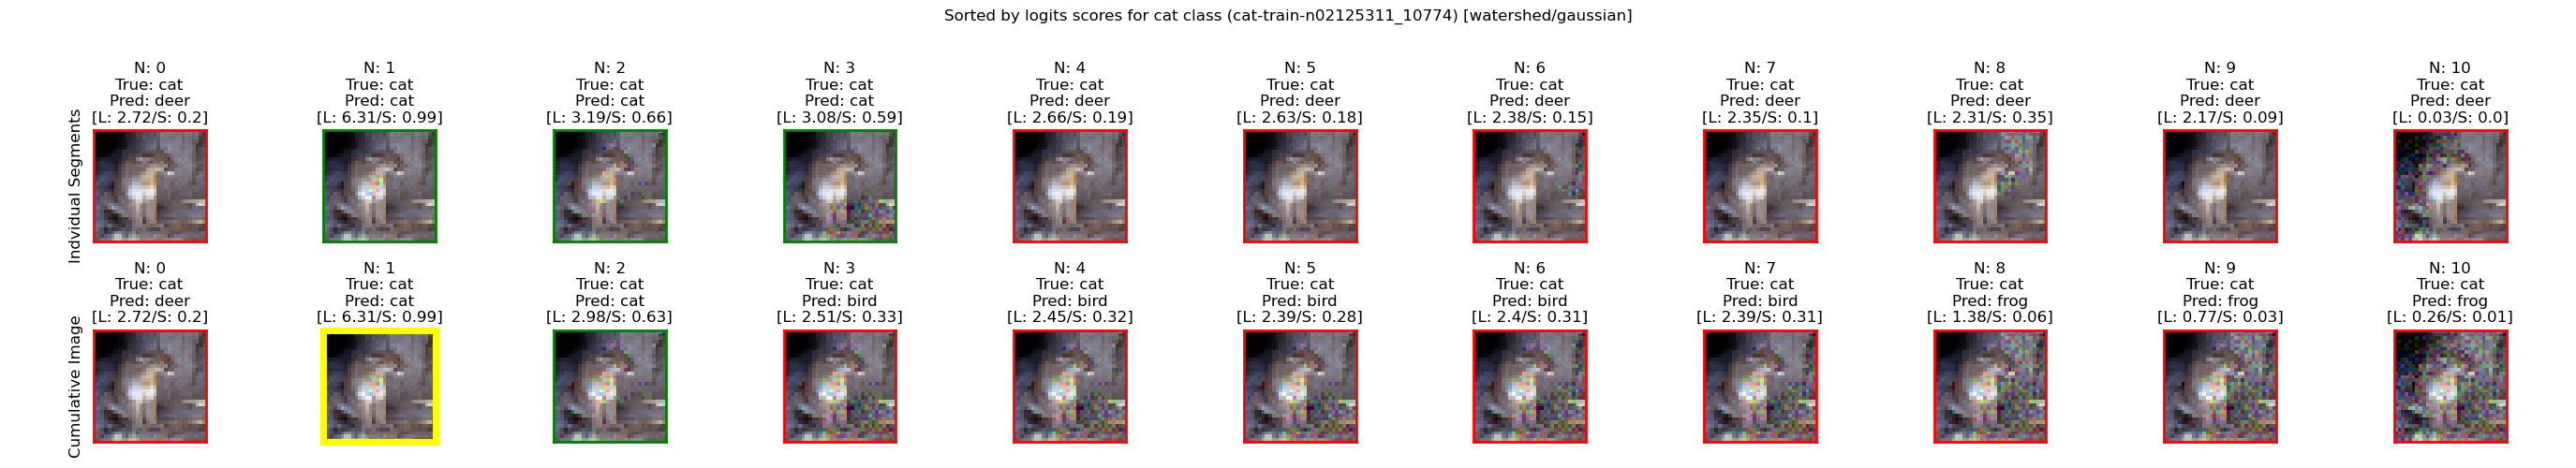 Sorted by logits scores for cat class (cat-train-n02125311_10774) [watershed/gaussian]
Indvidual Segments
N: 0
True: cat
Pred: deer
[L: 2.72/S: 0.2]
N: 1
True: cat
Pred: cat
[L: 6.31/S: 0.99]
N: 2
True: cat
Pred: cat
[L: 3.19/S: 0.66]
N: 3
True: cat
Pred: cat
[L: 3.08/S: 0.59]
N: 4
True: cat
Pred: deer
[L: 2.66/S: 0.19]
N: 5
True: cat
Pred: deer
[L: 2.63/S: 0.18]
N: 6
True: cat
Pred: deer
[L: 2.38/S: 0.15]
N: 7
True: cat
Pred: deer
[L: 2.35/S: 0.1]
N: 8
True: cat
Pred: deer
[L: 2.31/S: 0.35]
N: 9
True: cat
Pred: deer
[L: 2.17/S: 0.09]
N: 10
True: cat
Pred: deer
[L: 0.03/S: 0.0]
Cumulative Image
N: 0
True: cat
Pred: deer
[L: 2.72/S: 0.2]
N: 1
True: cat
Pred: cat
[L: 6.31/S: 0.99]
N: 2
True: cat
Pred: cat
[L: 2.98/S: 0.63]
N: 3
True: cat
Pred: bird
[L: 2.51/S: 0.33]
N: 4
True: cat
Pred: bird
[L: 2.45/S: 0.32]
N: 5
True: cat
Pred: bird
[L: 2.39/S: 0.28]
N: 6
True: cat
Pred: bird
[L: 2.4/S: 0.31]
N: 7
True: cat
Pred: bird
[L: 2.39/S: 0.31]
N: 8
True: cat
Pred: frog
[L: 1.38/S: 0.06]
N: 9
True: cat
Pred: frog
[L: 0.77/S: 0.03]
N: 10
True: cat
Pred: frog
[L: 0.26/S: 0.01]